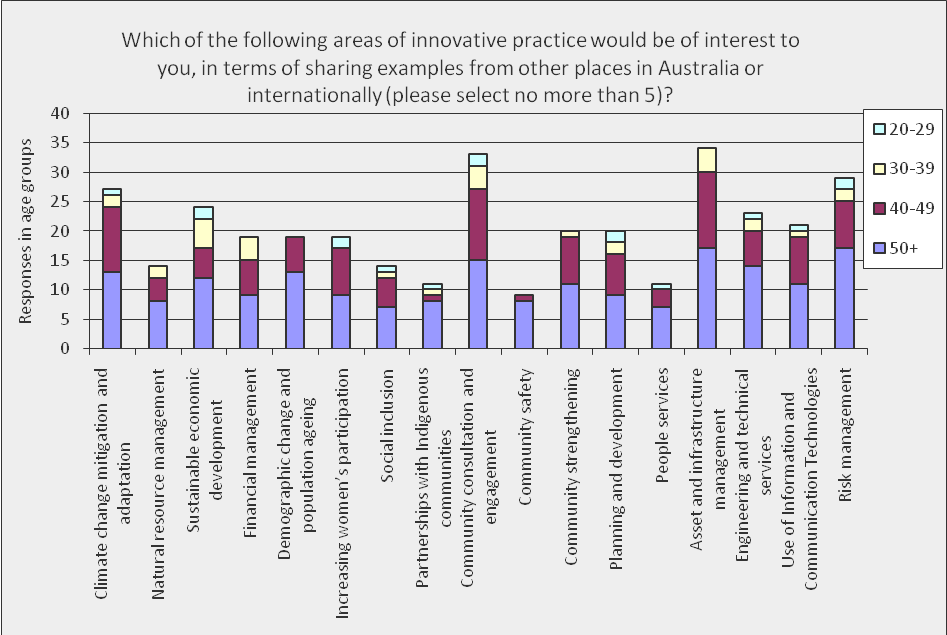 Which of the following areas of innovative practice would be of interest to
you, in terms of sharing examples from other places in Australia or
internationally (please select no more than 5)?
Responses in age groups
40
35
30
25
20
15
10
5
0
20-29
30-39
40-49
50+
Climate change mitigation and
adaptation
Natural resource management
Sustainable economic
development
Financial management
Demographic change and
population ageing
Increasing women's participation
Social inclusion
Partnerships with Indigenous
communities
Community consultation and
engagement
Community safety
Community strengthening
Planning and development
People services
Asset and infrastructure
management
Engineering and technical
services
Use of Information and
Communication Technologies
Risk management